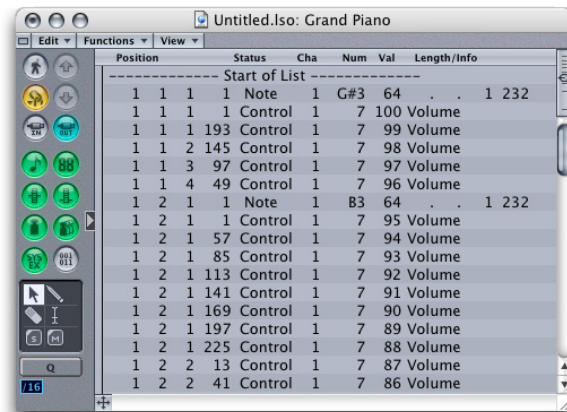 Untitled.lso: Grand Piano
Edit Functions View
Position Status Cha Num Val Length/Info
------------- Start of List -------------
1 1 1 1 Note 1 G#3 64 . . 1 232
1 1 1 1 Control 1 7 100 Volume
1 1 1 193 Control 1 7 99 Volume
1 1 2 145 Control 1 7 98 Volume
1 1 3 97 Control 1 7 97 Volume
1 1 4 49 Control 1 7 96 Volume
1 2 1 1 Note 1 B3 64 . . 1 232
1 2 1 1 Control 1 7 95 Volume
1 2 1 57 Control 1 7 94 Volume
1 2 1 85 Control 1 7 93 Volume
1 2 1 113 Control 1 7 92 Volume
1 2 1 141 Control 1 7 91 Volume
1 2 1 169 Control 1 7 90 Volume
1 2 1 197 Control 1 7 89 Volume
1 2 1 225 Control 1 7 88 Volume
1 2 2 13 Control 1 7 87 Volume
1 2 2 41 Control 1 7 86 Volume
IN OUT
88
SYS EX
001 011
S M
Q
/16